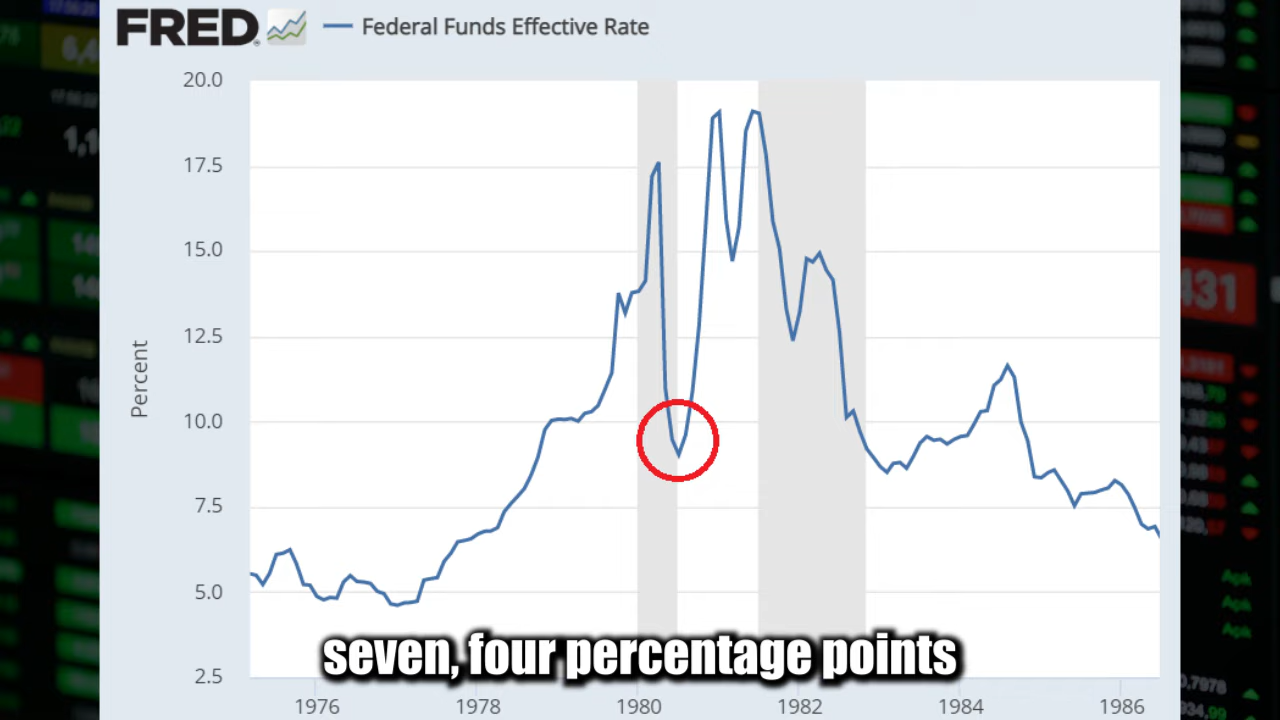 FRED Federal Funds Effective Rate
20.0
17.5
15.0
12.5
10.0
7.5
5.0
2.5
Percent
seven, four percentage points
1976 1978 1980 1982 1984 1986
431